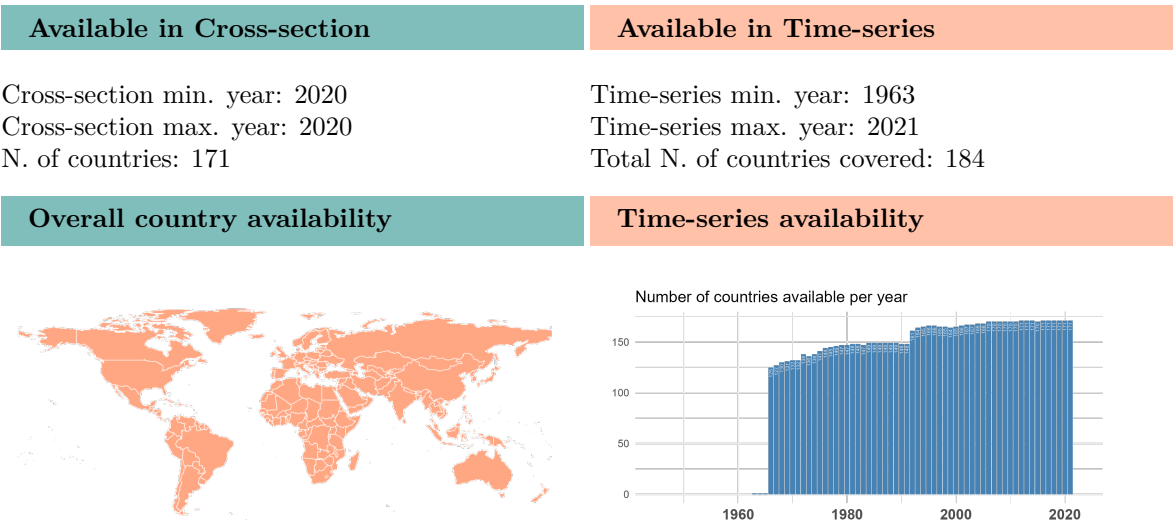 Available in Cross-section
Available in Time-series
Cross-section min. year: 2020
Cross-section max. year: 2020
N. of countries: 171
Time-series min. year: 1963
Time-series max. year: 2021
Total N. of countries covered: 184
Overall country availability
Time-series availability
Number of countries available per year
150
100
50
0
1960 1980 2000 2020